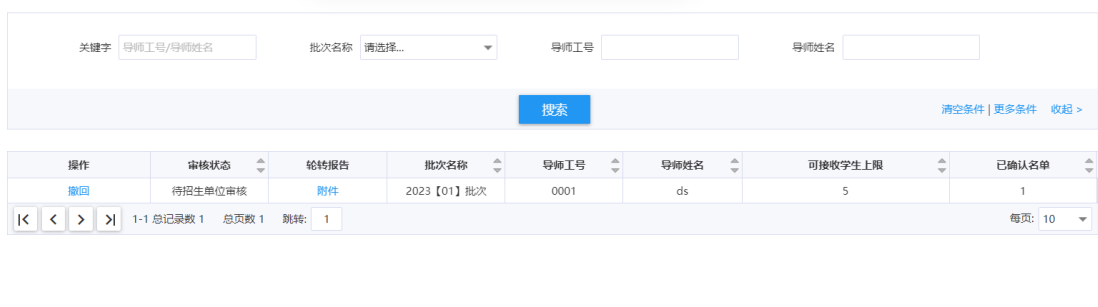 关键字 导师工号/导师姓名 批次名称 请选择... 导师工号 导师姓名
搜索
清空条件 | 更多条件 收起 >
操作 审核状态 轮转报告 批次名称 导师工号 导师姓名 可接收学生上限 已确认名单
撤回 待招生单位审核 附件 2023【01】批次 0001 ds 5 1
1-1 总记录数 1 总页数 1 跳转: 1 每页: 10